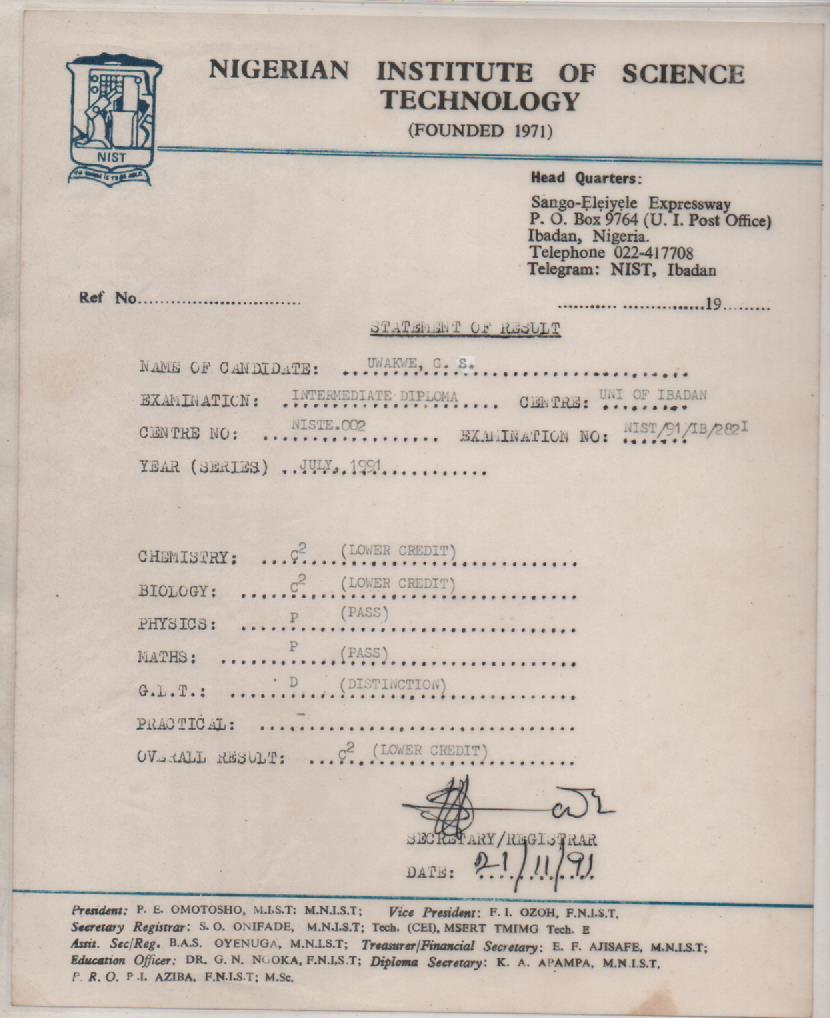 NIGERIAN INSTITUTE OF SCIENCE
TECHNOLOGY
(FOUNDED 1971)
NIST
Head Quarters:
Sango-Ẹlẹiyẹle Expressway
P. O. Box 9764 (U. I. Post Office)
Ibadan, Nigeria.
Telephone 022-417708
Telegram: NIST, Ibadan
Ref No............................ ........... ..............19.........
STATEMENT OF RESULT
NAME OF CANDIDATE: UWAKWE, G. S.
EXAMINATION: INTERMEDIATE DIPLOMA CENTRE: UNI OF IBADAN
CENTRE NO: NISTE.002 EXAMINATION NO: NIST/91/IB/282I
YEAR (SERIES) JULY, 1991
CHEMISTRY: C2 (LOWER CREDIT)
BIOLOGY: C2 (LOWER CREDIT)
PHYSICS: P (PASS)
MATHS: P (PASS)
G.L.T.: D (DISTINCTION)
PRACTICAL: –
OVERALL RESULT: C2 (LOWER CREDIT)
SECRETARY/REGISTRAR
DATE: 21/11/91
President: P. E. OMOTOSHO, M.I.S.T; M.N.I.S.T; Vice President: F. I. OZOH, F.N.I.S.T.
Secretary Registrar: S. O. ONIFADE, M.N.I.S.T; Tech. (CEI), MSERT TMIMG Tech. E
Assit. Sec/Reg. B.A.S. OYENUGA, M.N.I.S.T; Treasurer/Financial Secretary: E. F. AJISAFE, M.N.I.S.T;
Education Officer: DR. G. N. NGOKA, F.N.I.S.T; Diploma Secretary: K. A. APAMPA, M.N.I.S.T.
P. R. O. P.I. AZIBA, F.N.I.S.T; M.Sc.